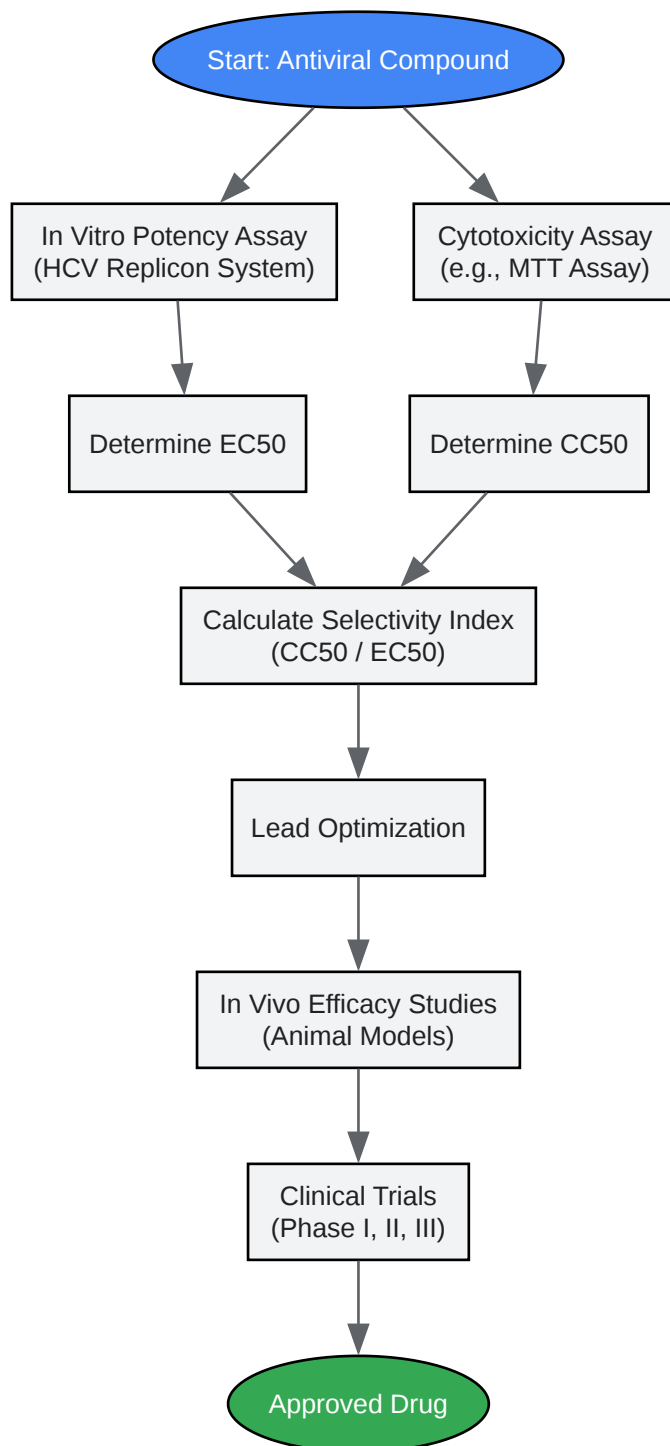 Start: Antiviral Compound
In Vitro Potency Assay
(HCV Replicon System)
Cytotoxicity Assay
(e.g., MTT Assay)
Determine EC50
Determine CC50
Calculate Selectivity Index
(CC50 / EC50)
Lead Optimization
In Vivo Efficacy Studies
(Animal Models)
Clinical Trials
(Phase I, II, III)
Approved Drug